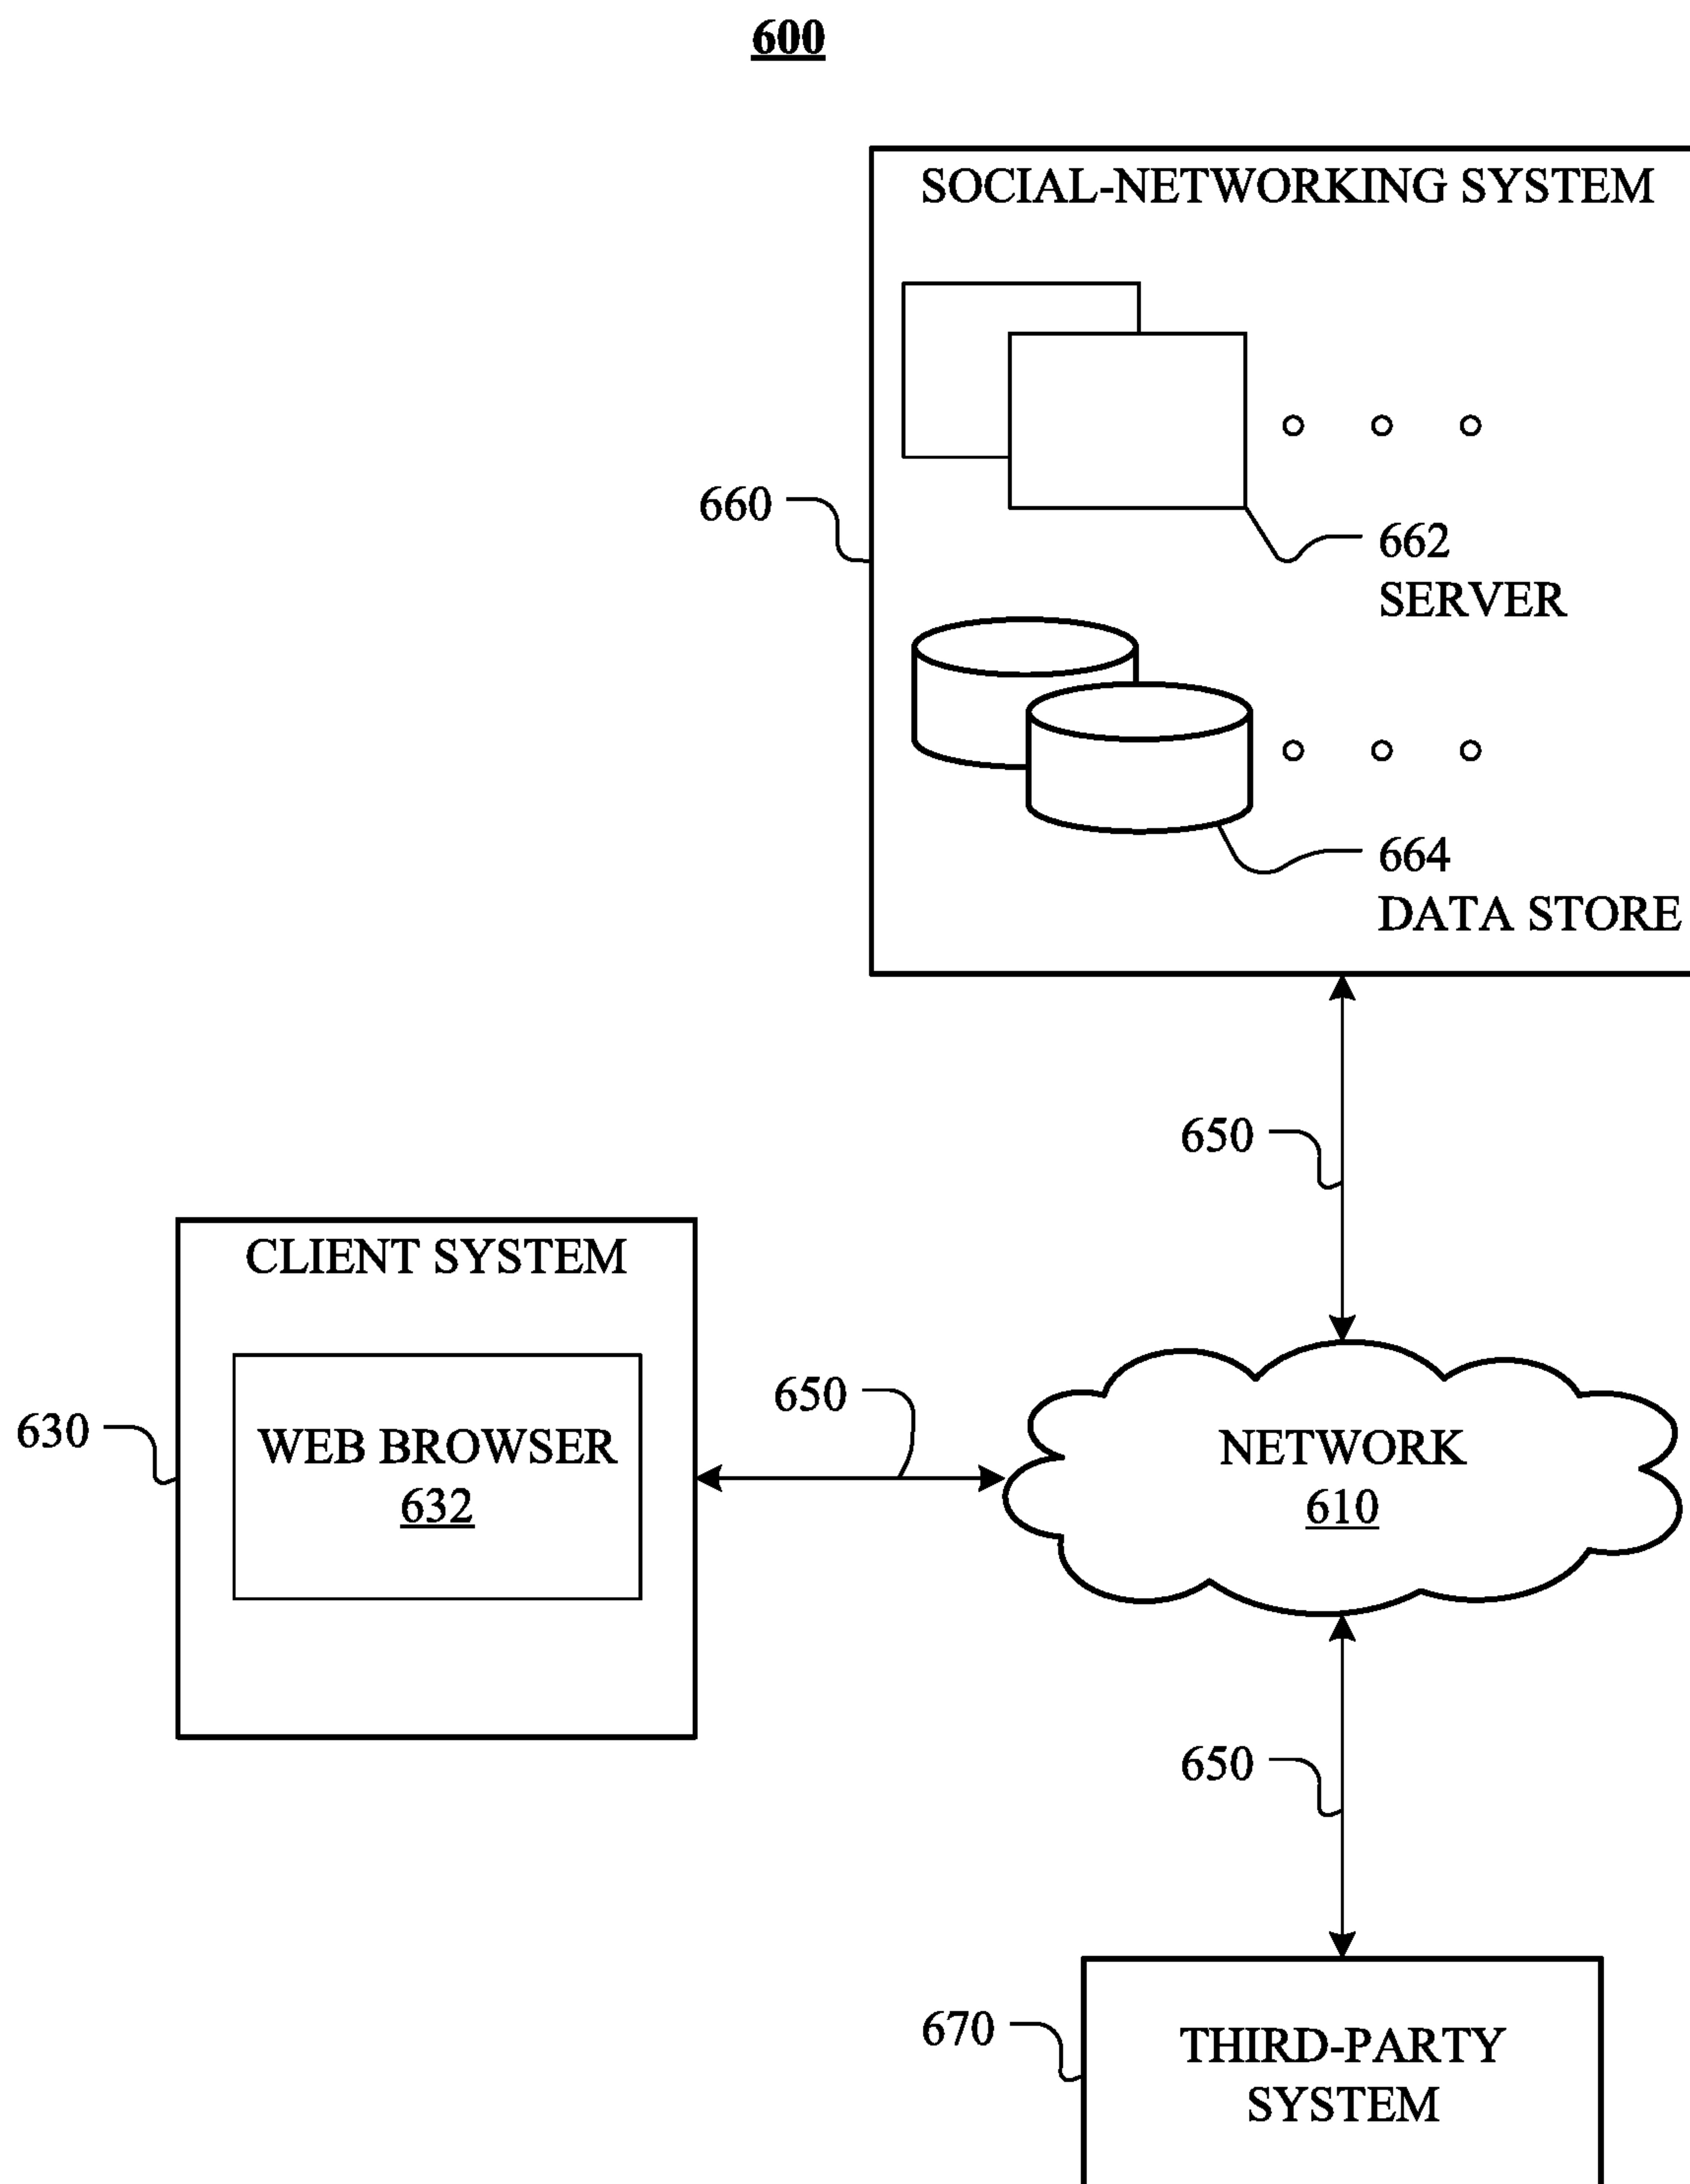 600
SOCIAL-NETWORKING SYSTEM
660
662
SERVER
664
DATA STORE
650
CLIENT SYSTEM
630
WEB BROWSER
632
650
NETWORK
610
650
670
THIRD-PARTY
SYSTEM